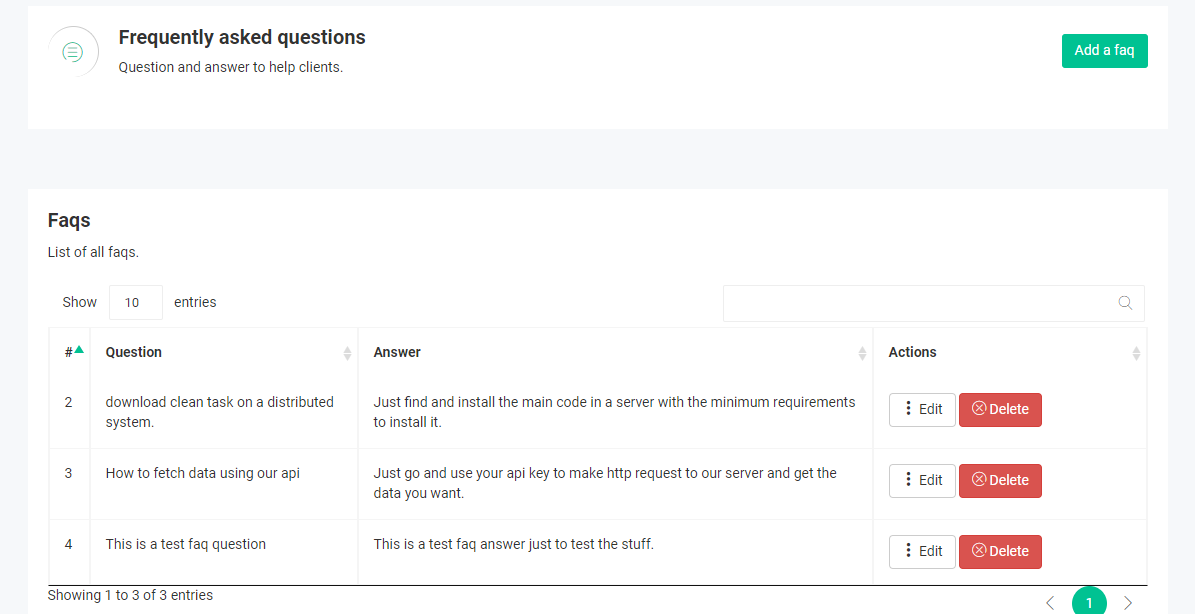 Frequently asked questions
Question and answer to help clients.
Add a faq
Faqs
List of all faqs.
Show 10 entries
# Question Answer Actions
2 download clean task on a distributed Just find and install the main code in a server with the minimum requirements Edit Delete
system. to install it.
3 How to fetch data using our api Just go and use your api key to make http request to our server and get the Edit Delete
data you want.
4 This is a test faq question This is a test faq answer just to test the stuff. Edit Delete
Showing 1 to 3 of 3 entries
1